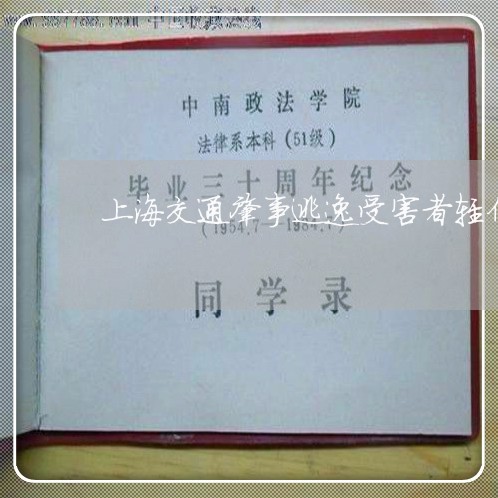 中南政法学院
法律系本科(51级)
毕业三十周年纪念
上海交通肇事逃逸受害者轻
(1954.7—1984.7)
同学录